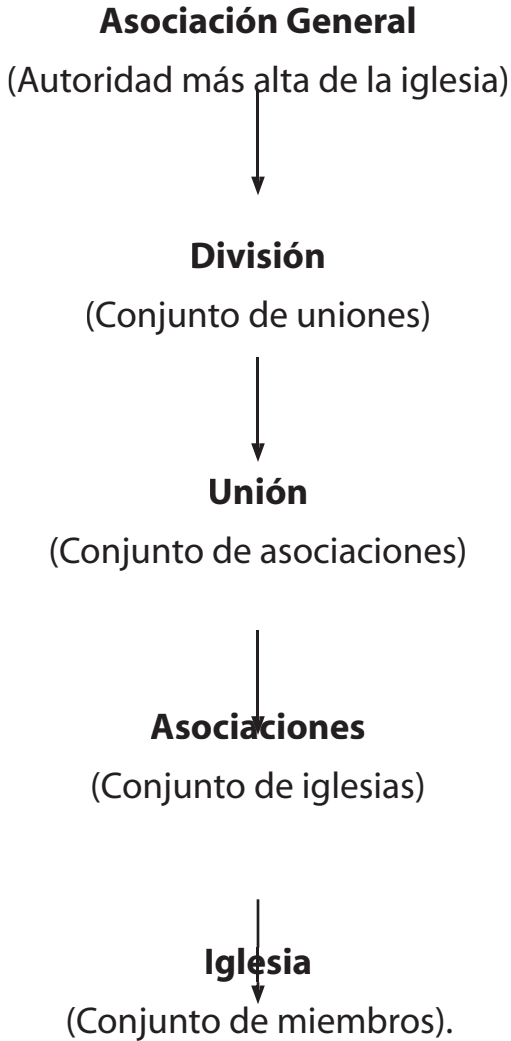 Asociación General
(Autoridad más alta de la iglesia)
División
(Conjunto de uniones)
Unión
(Conjunto de asociaciones)
Asociaciones
(Conjunto de iglesias)
Iglesia
(Conjunto de miembros).